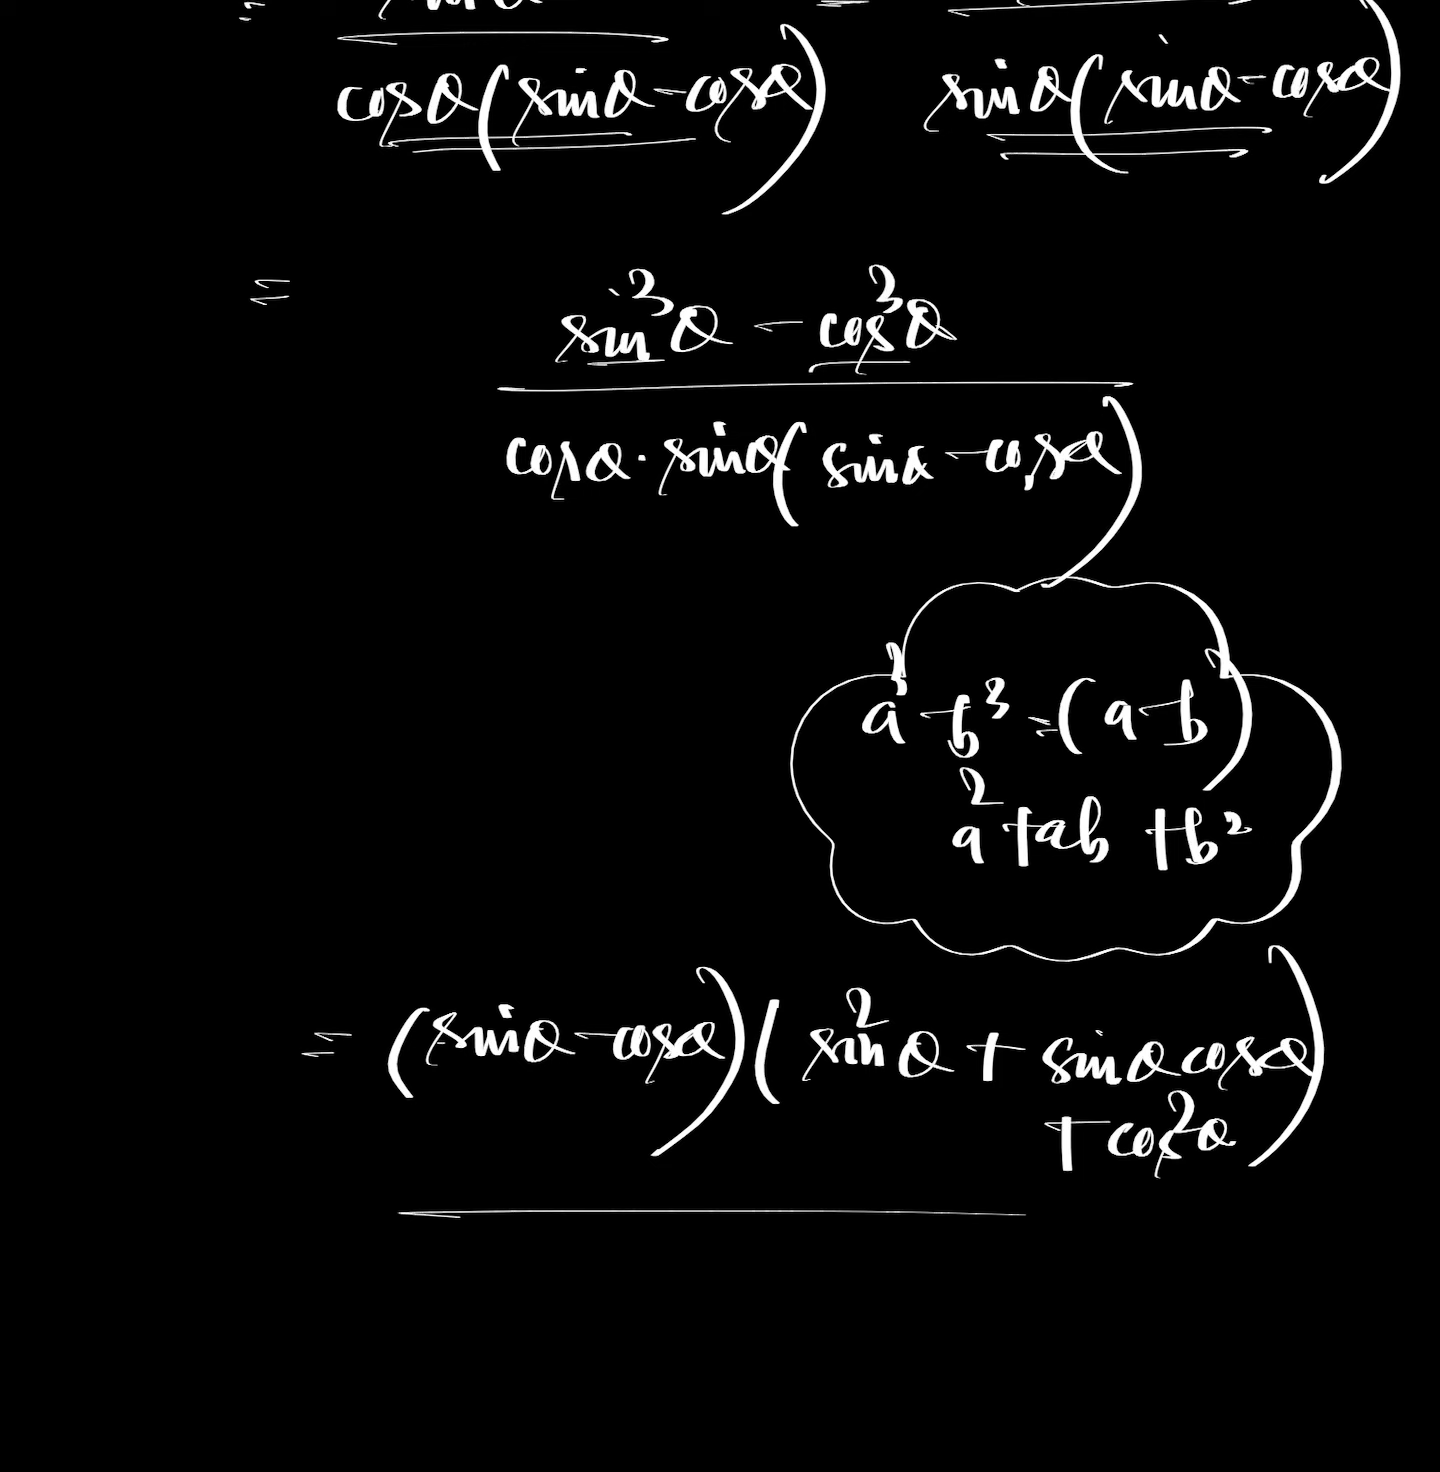 cosθ(sinθ-cosθ) sinθ(sinθ-cosθ)
=
sin³θ - cos³θ
cosθ·sinθ(sinθ-cosθ)
a³-b³=(a-b)
a²+ab+b²
= (sinθ-cosθ)(sin²θ + sinθcosθ
+cos²θ)